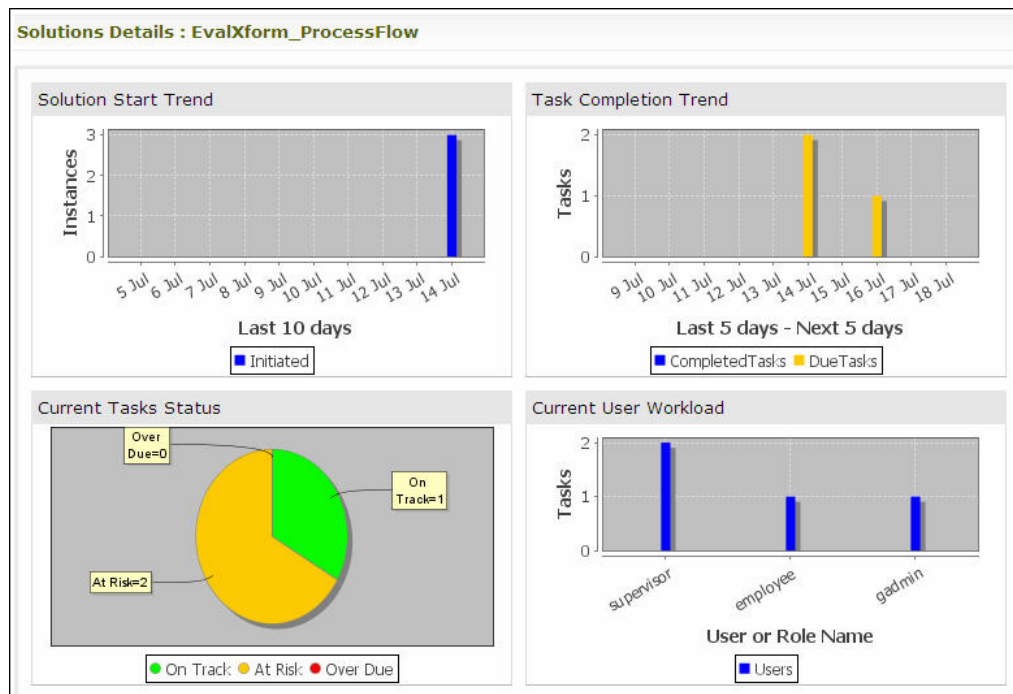 Solutions Details : EvalXform_ProcessFlow
Solution Start Trend
Instances
3
2
1
0
5 Jul 6 Jul 7 Jul 8 Jul 9 Jul 10 Jul 11 Jul 12 Jul 13 Jul 14 Jul
Last 10 days
Initiated
Task Completion Trend
Tasks
2
1
0
9 Jul 10 Jul 11 Jul 12 Jul 13 Jul 14 Jul 15 Jul 16 Jul 17 Jul 18 Jul
Last 5 days - Next 5 days
CompletedTasks DueTasks
Current Tasks Status
Over
Due=0
On
Track=1
At Risk=2
On Track At Risk Over Due
Current User Workload
Tasks
2
1
0
supervisor employee gadmin
User or Role Name
Users